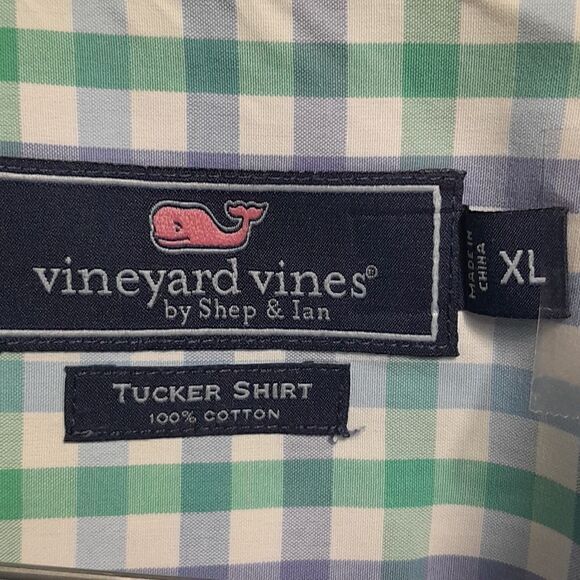 vineyard vines®
by Shep & Ian
MADE IN
CHINA
XL
TUCKER SHIRT
100% COTTON